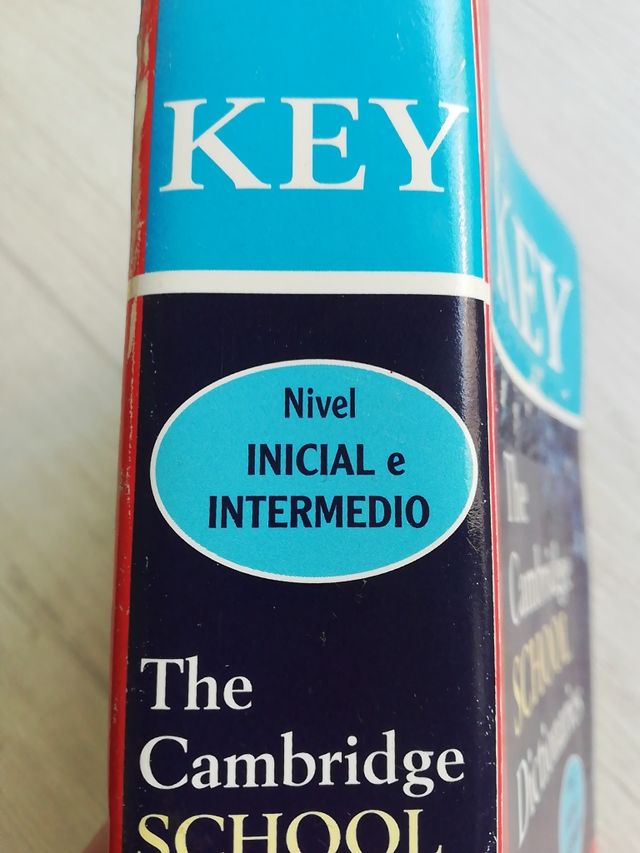 KEY
Nivel
INICIAL e
INTERMEDIO
The
Cambridge
SCHOOL
KEY
The
Cambridge
SCHOOL
Dictionaries